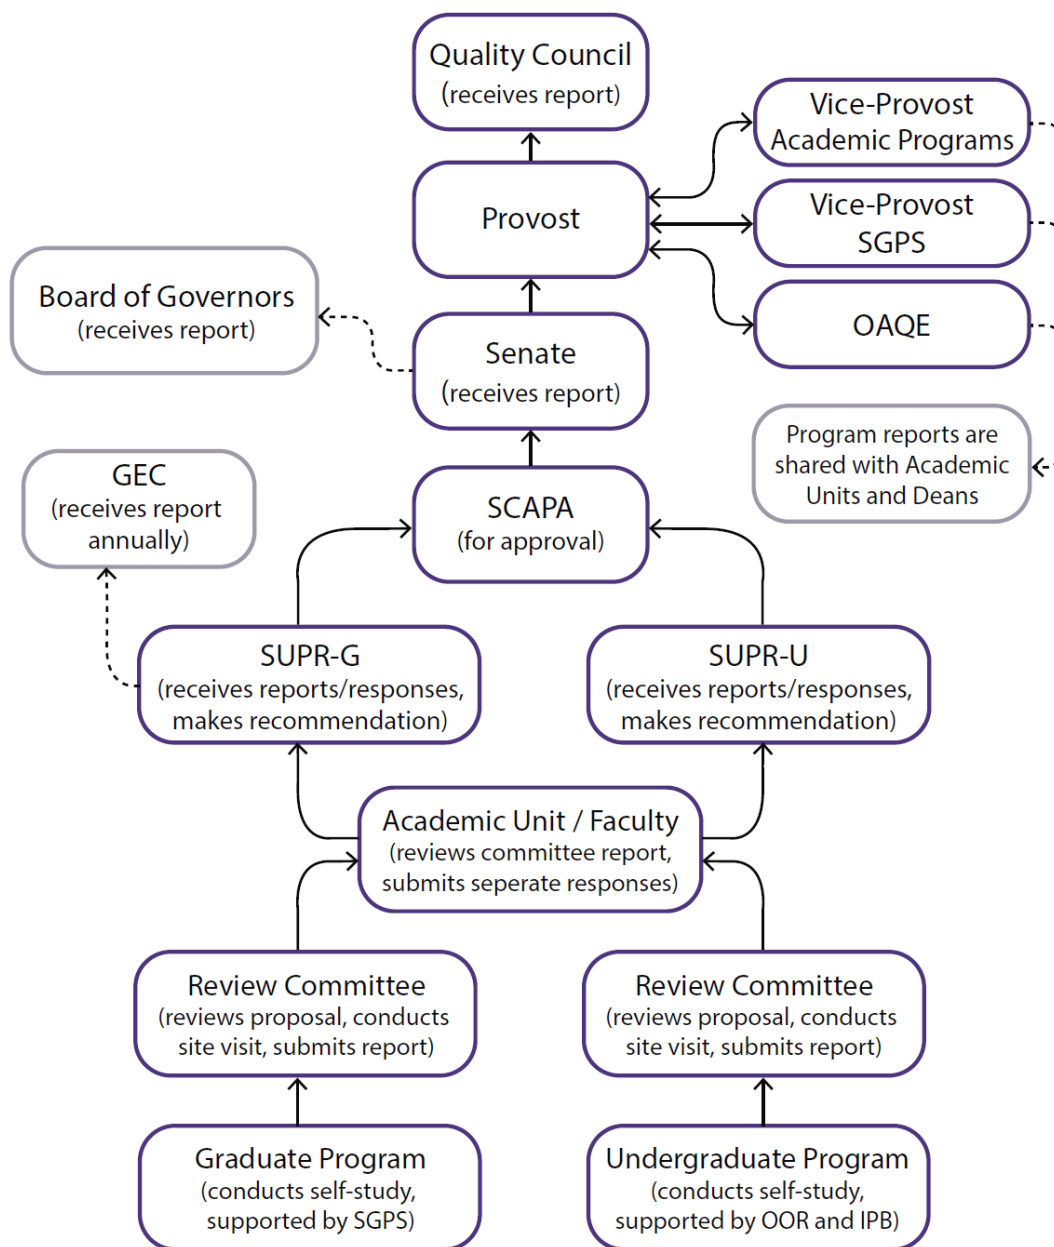 Quality Council
(receives report)
Vice-Provost
Academic Programs
Provost
Vice-Provost
SGPS
Board of Governors
(receives report)
OAQE
Senate
(receives report)
Program reports are
shared with Academic
Units and Deans
GEC
(receives report
annually)
SCAPA
(for approval)
SUPR-G
(receives reports/responses,
makes recommendation)
SUPR-U
(receives reports/responses,
makes recommendation)
Academic Unit / Faculty
(reviews committee report,
submits seperate responses)
Review Committee
(reviews proposal, conducts
site visit, submits report)
Review Committee
(reviews proposal, conducts
site visit, submits report)
Graduate Program
(conducts self-study,
supported by SGPS)
Undergraduate Program
(conducts self-study,
supported by OOR and IPB)